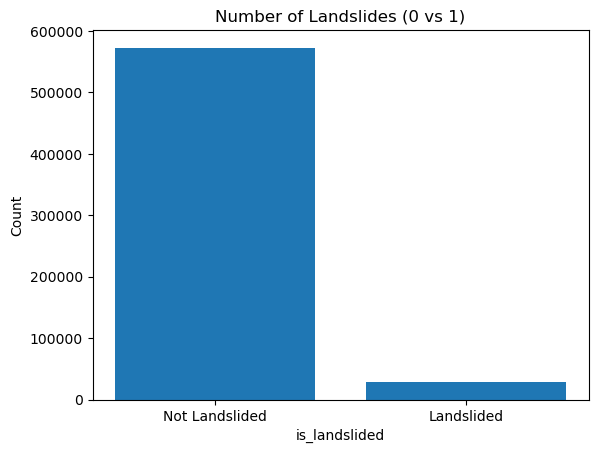 Number of Landslides (0 vs 1)
600000
500000
400000
300000
200000
100000
0
Count
Not Landslided
Landslided
is_landslided